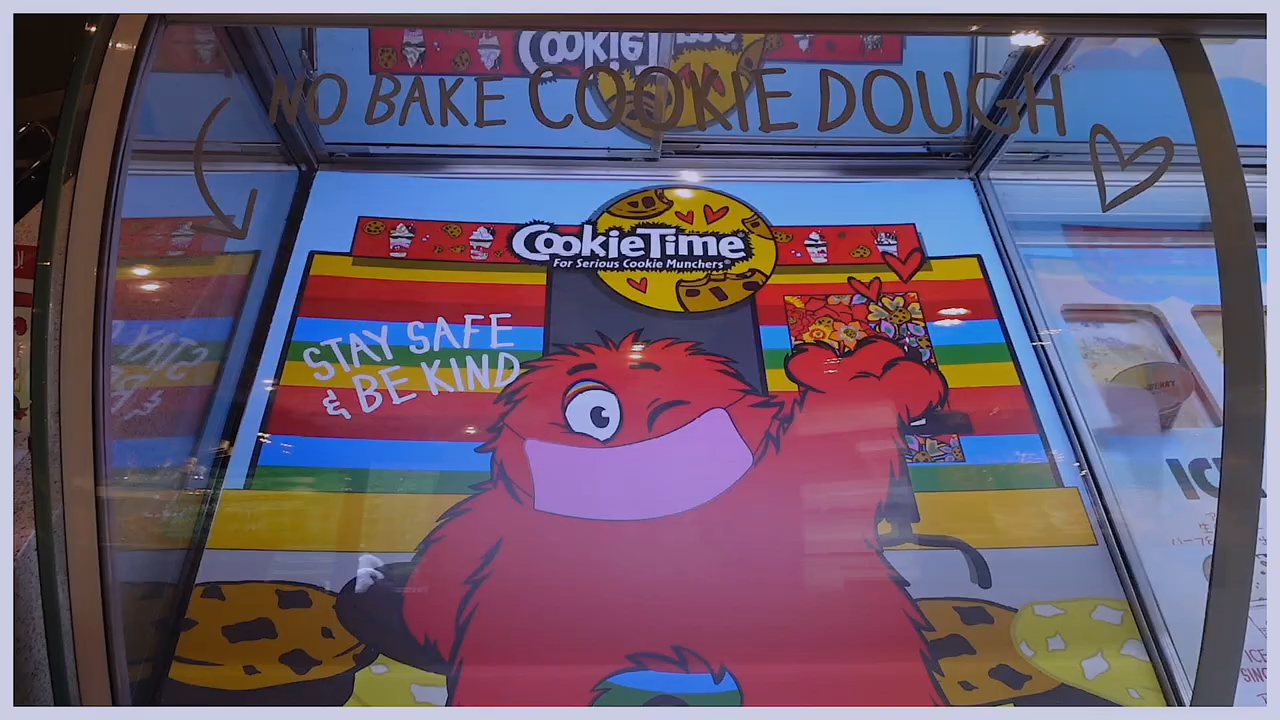 NO BAKE COOKIE DOUGH
CookieTime
For Serious Cookie Munchers®
STAY SAFE
& BE KIND